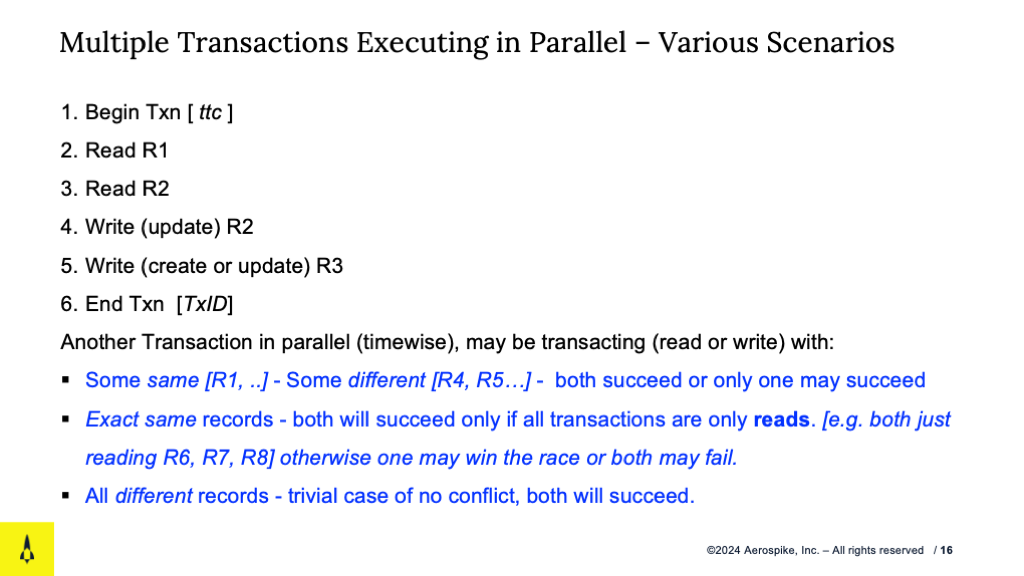 Multiple Transactions Executing in Parallel – Various Scenarios
1. Begin Txn [ ttc ]
2. Read R1
3. Read R2
4. Write (update) R2
5. Write (create or update) R3
6. End Txn  [TxID]
Another Transaction in parallel (timewise), may be transacting (read or write) with:
▪ Some same [R1, ..] - Some different [R4, R5…] -  both succeed or only one may succeed
▪ Exact same records - both will succeed only if all transactions are only reads. [e.g. both just
reading R6, R7, R8] otherwise one may win the race or both may fail.
▪ All different records - trivial case of no conflict, both will succeed.
©2024 Aerospike, Inc. – All rights reserved / 16